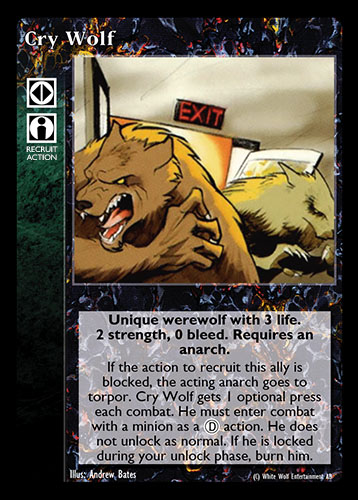 Cry Wolf
RECRUIT
ACTION
EXIT
Unique werewolf with 3 life.
2 strength, 0 bleed. Requires an
anarch.
If the action to recruit this ally is
blocked, the acting anarch goes to
torpor. Cry Wolf gets 1 optional press
each combat. He must enter combat
with a minion as a Ⓓ action. He does
not unlock as normal. If he is locked
during your unlock phase, burn him.
Illus: Andrew Bates